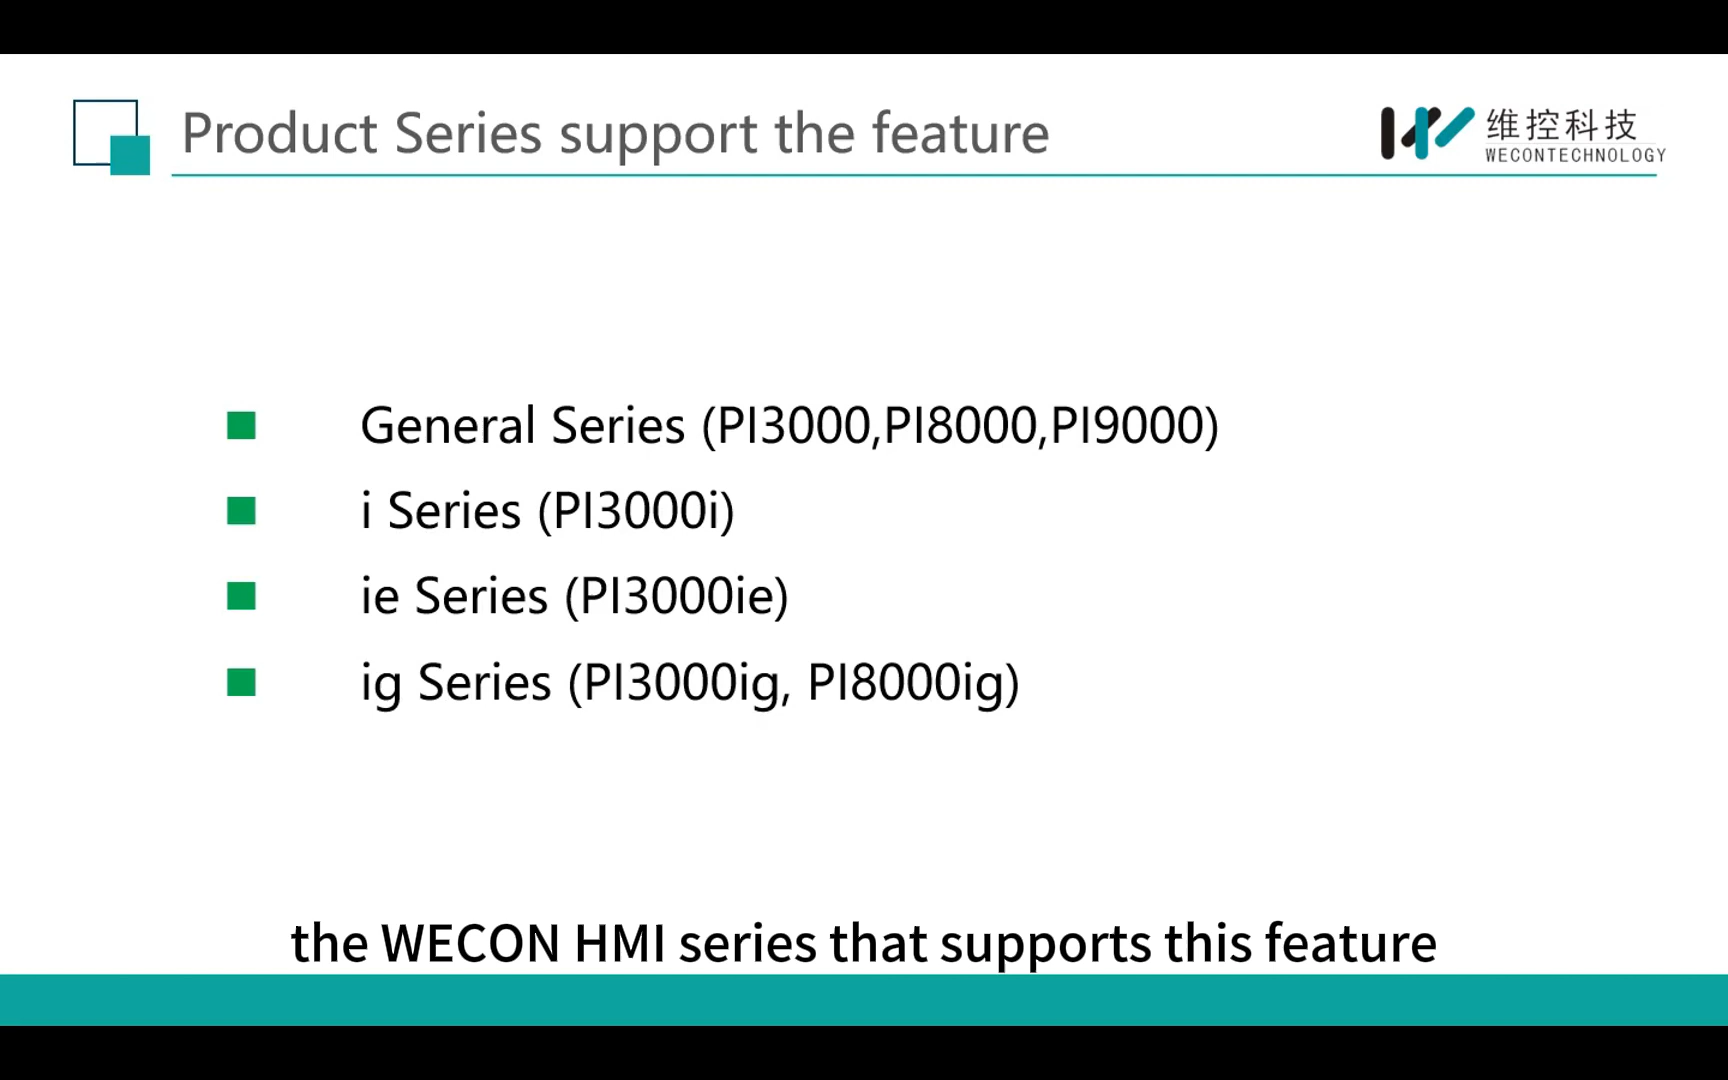 Product Series support the feature
维控科技
WECONTECHNOLOGY
General Series (PI3000,PI8000,PI9000)
i Series (PI3000i)
ie Series (PI3000ie)
ig Series (PI3000ig, PI8000ig)
the WECON HMI series that supports this feature